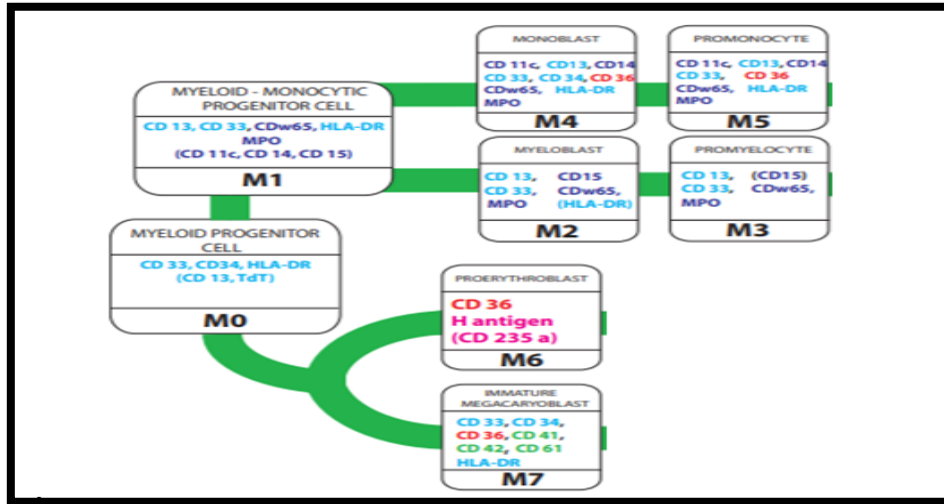 MYELOID - MONOCYTIC
PROGENITOR CELL
CD 13, CD 33, CDw65, HLA-DR
MPO
(CD 11c, CD 14, CD 15)
M1
MYELOID PROGENITOR
CELL
CD 33, CD34, HLA-DR
(CD 13, TdT)
M0
MONOBLAST
CD 11c, CD13, CD14
CD 33, CD 34, CD 36
CDw65, HLA-DR
MPO
M4
PROMONOCYTE
CD 11c, CD13, CD14
CD 33, CD 36
CDw65, HLA-DR
MPO
M5
MYELOBLAST
CD 13, CD15
CD 33, CDw65,
MPO (HLA-DR)
M2
PROMYELOCYTE
CD 13, (CD15)
CD 33, CDw65,
MPO
M3
PROERYTHROBLAST
CD 36
H antigen
(CD 235 a)
M6
IMMATURE
MEGACARYOBLAST
CD 33, CD 34,
CD 36, CD 41,
CD 42, CD 61
HLA-DR
M7